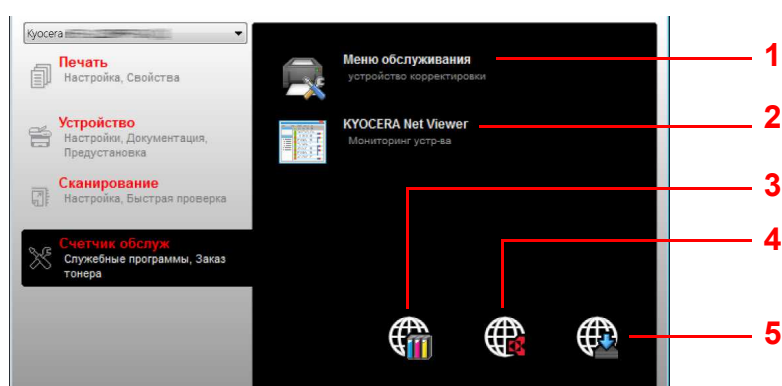 Kyocera
Печать
Настройка, Свойства
Устройство
Настройки, Документация,
Предустановка
Сканирование
Настройка, Быстрая проверка
Счетчик обслуж
Служебные программы, Заказ
тонера
Меню обслуживания
устройство корректировки
KYOCERA Net Viewer
Мониторинг устр-ва
1
2
3
4
5